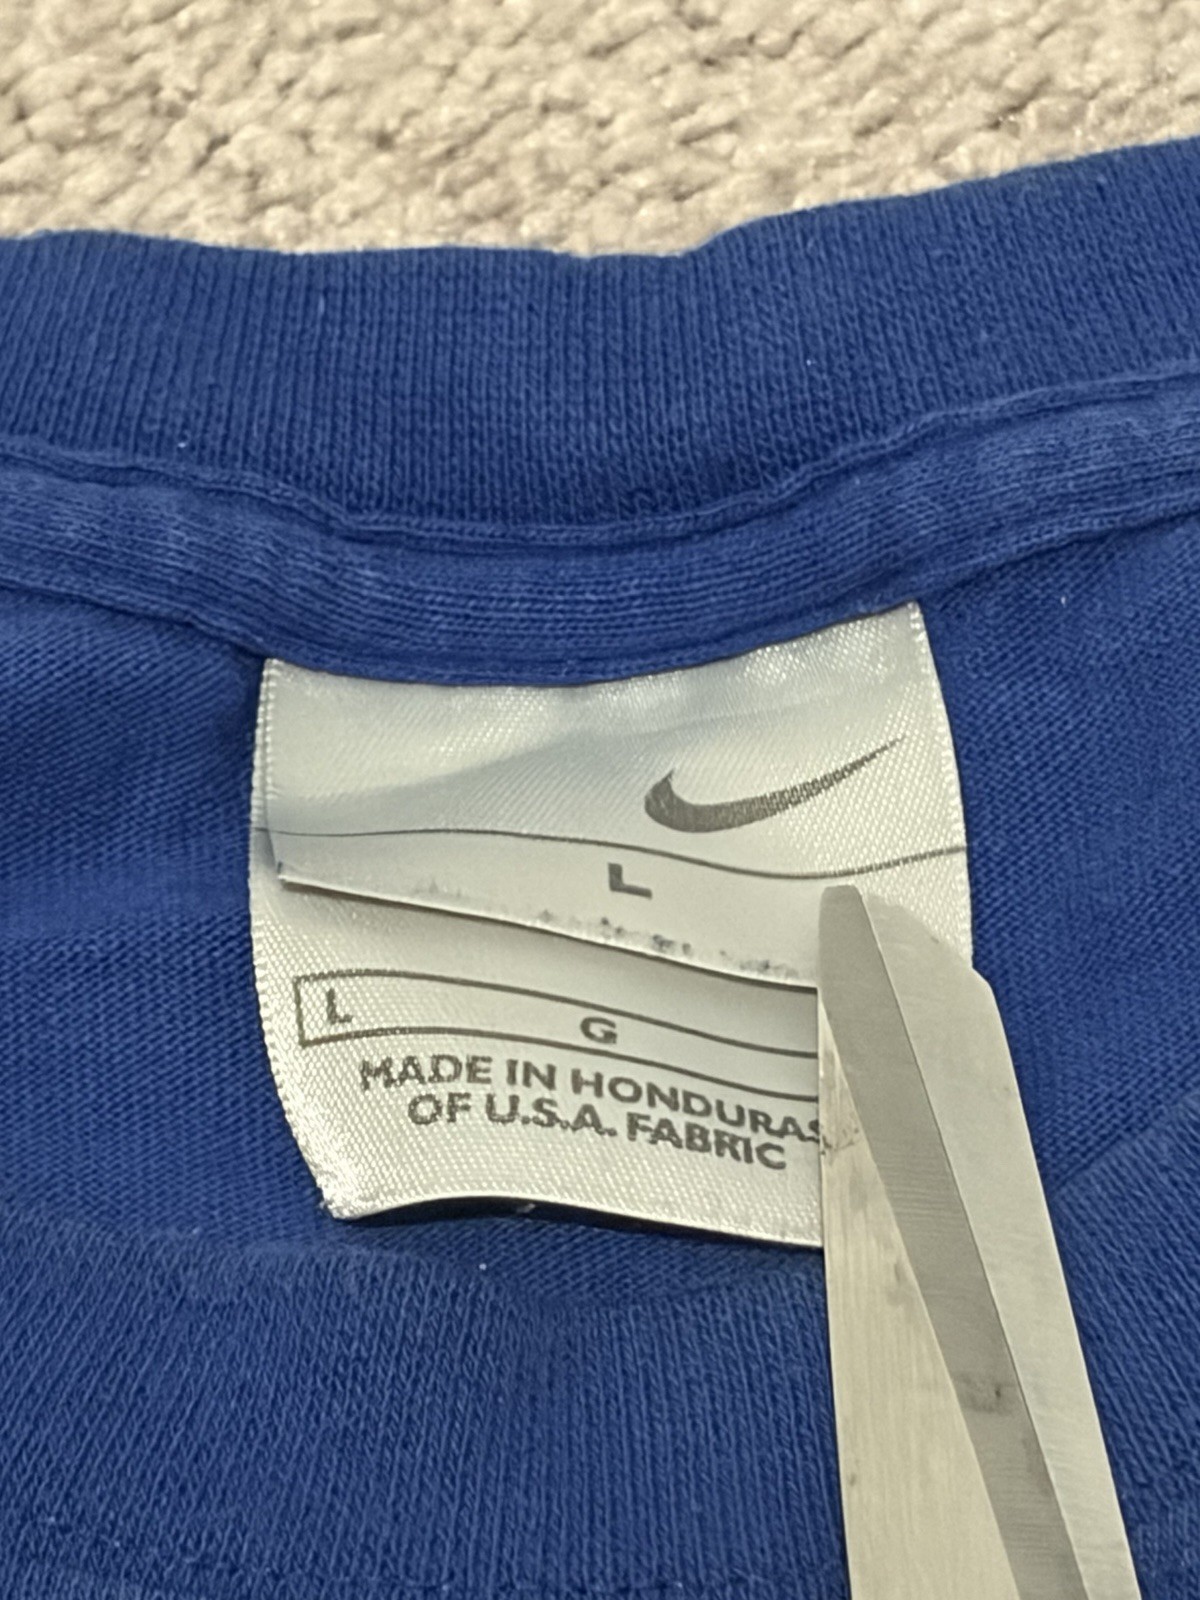 L
L G
MADE IN HONDURAS
OF U.S.A. FABRIC